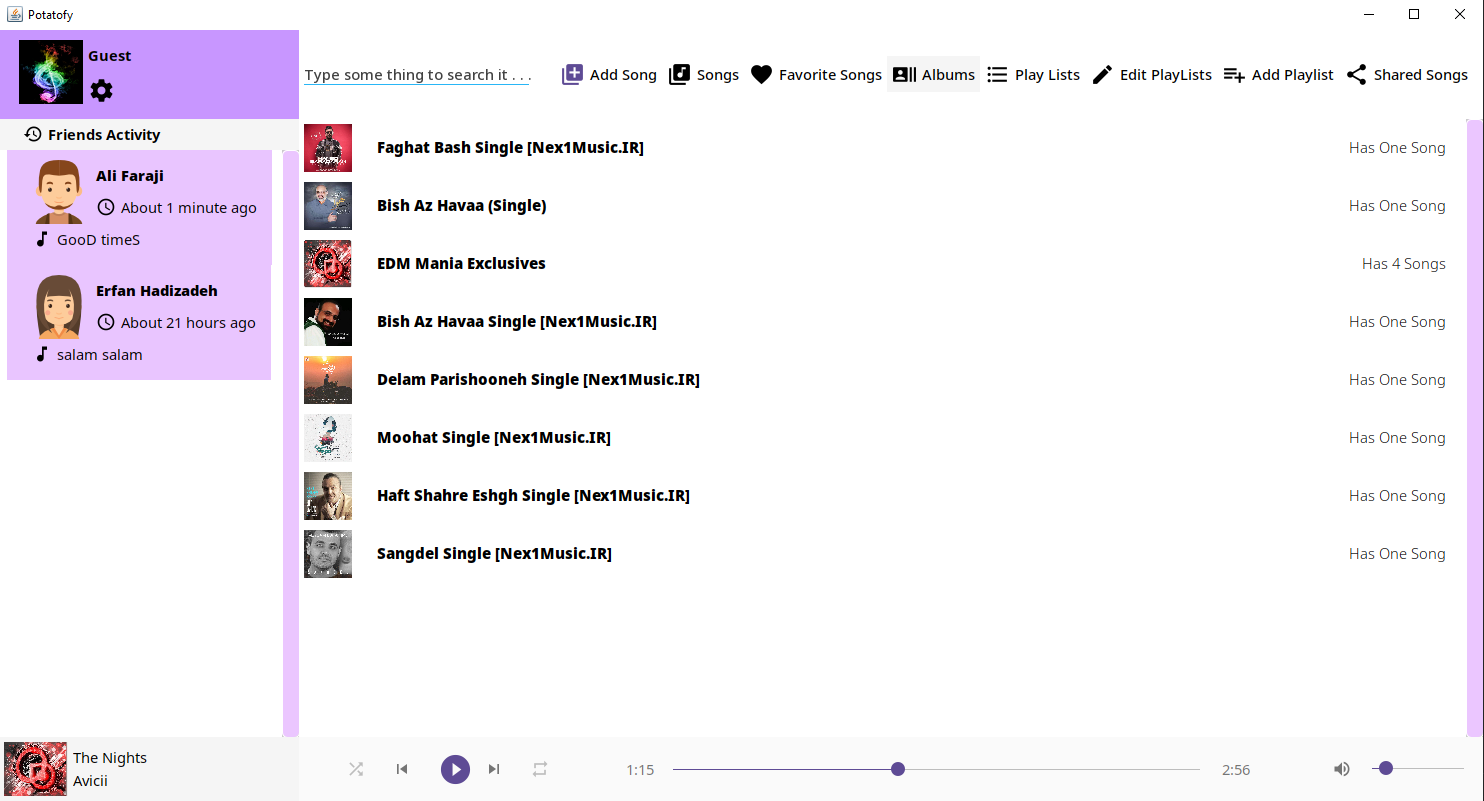 Potatofy
Guest
Type some thing to search it . . .
Add Song
Songs
Favorite Songs
Albums
Play Lists
Edit PlayLists
Add Playlist
Shared Songs
Friends Activity
Ali Faraji
About 1 minute ago
GooD timeS
Erfan Hadizadeh
About 21 hours ago
salam salam
Faghat Bash Single [Nex1Music.IR]
Has One Song
Bish Az Havaa (Single)
Has One Song
EDM Mania Exclusives
Has 4 Songs
Bish Az Havaa Single [Nex1Music.IR]
Has One Song
Delam Parishooneh Single [Nex1Music.IR]
Has One Song
Moohat Single [Nex1Music.IR]
Has One Song
Haft Shahre Eshgh Single [Nex1Music.IR]
Has One Song
Sangdel Single [Nex1Music.IR]
Has One Song
The Nights
Avicii
1:15
2:56